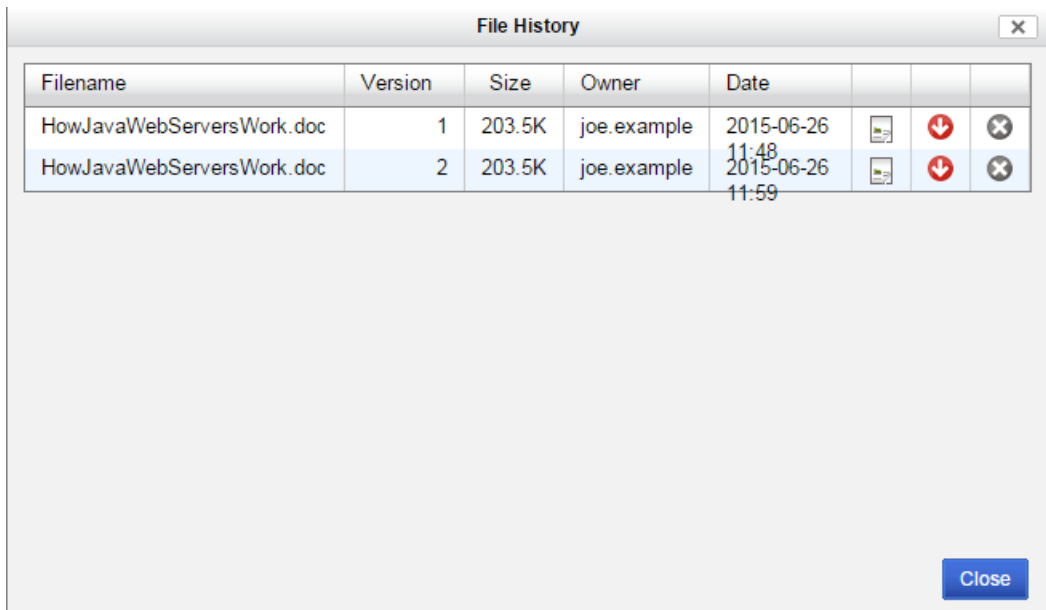 File History
Filename Version Size Owner Date
HowJavaWebServersWork.doc 1 203.5K joe.example 2015-06-26
11:48
HowJavaWebServersWork.doc 2 203.5K joe.example 2015-06-26
11:59
Close